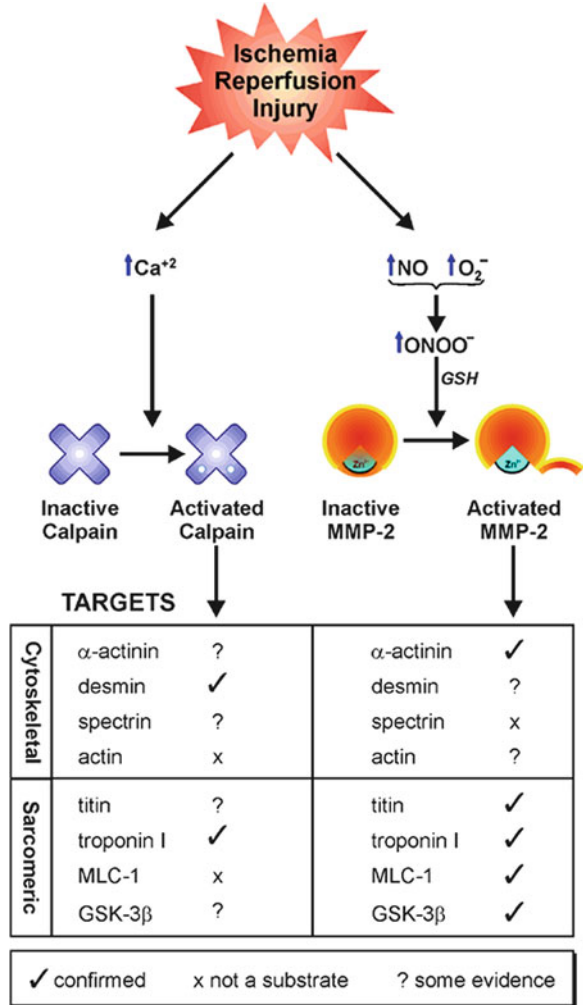 Ischemia
Reperfusion
Injury
↑Ca⁺²
↑NO ↑O₂⁻
↑ONOO⁻
GSH
Zn²⁺
Zn²⁺
Inactive
Calpain
Activated
Calpain
Inactive
MMP-2
Activated
MMP-2
TARGETS
Cytoskeletal
α-actinin ? α-actinin ✓
desmin ✓ desmin ?
spectrin ? spectrin x
actin x actin ?
Sarcomeric
titin ? titin ✓
troponin I ✓ troponin I ✓
MLC-1 x MLC-1 ✓
GSK-3β ? GSK-3β ✓
✓ confirmed x not a substrate ? some evidence